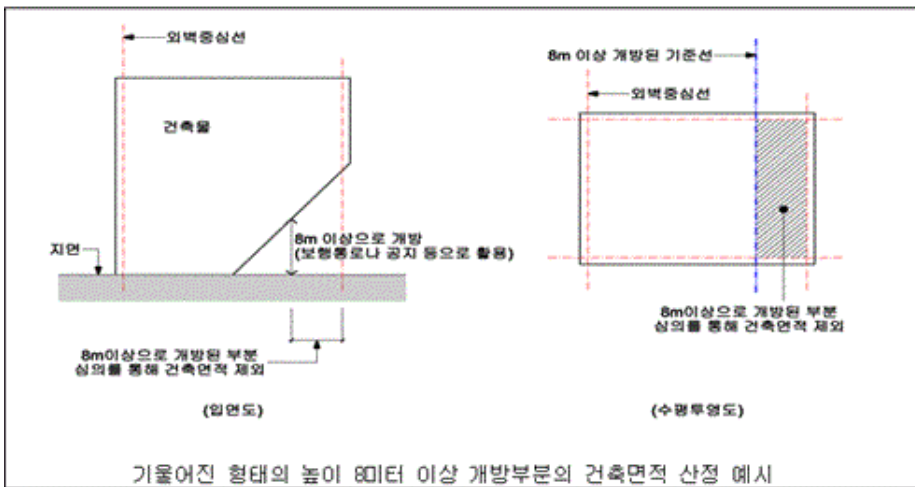 외벽중심선
건축물
지면
8m 이상으로 개방
(보행통로나 공지 등으로 활용)
8m이상으로 개방된 부분
심의를 통해 건축면적 제외
(입면도)
8m 이상 개방된 기준선
외벽중심선
8m이상으로 개방된 부분
심의를 통해 건축면적 제외
(수평투영도)
기울어진 형태의 높이 8미터 이상 개방부분의 건축면적 산정 예시